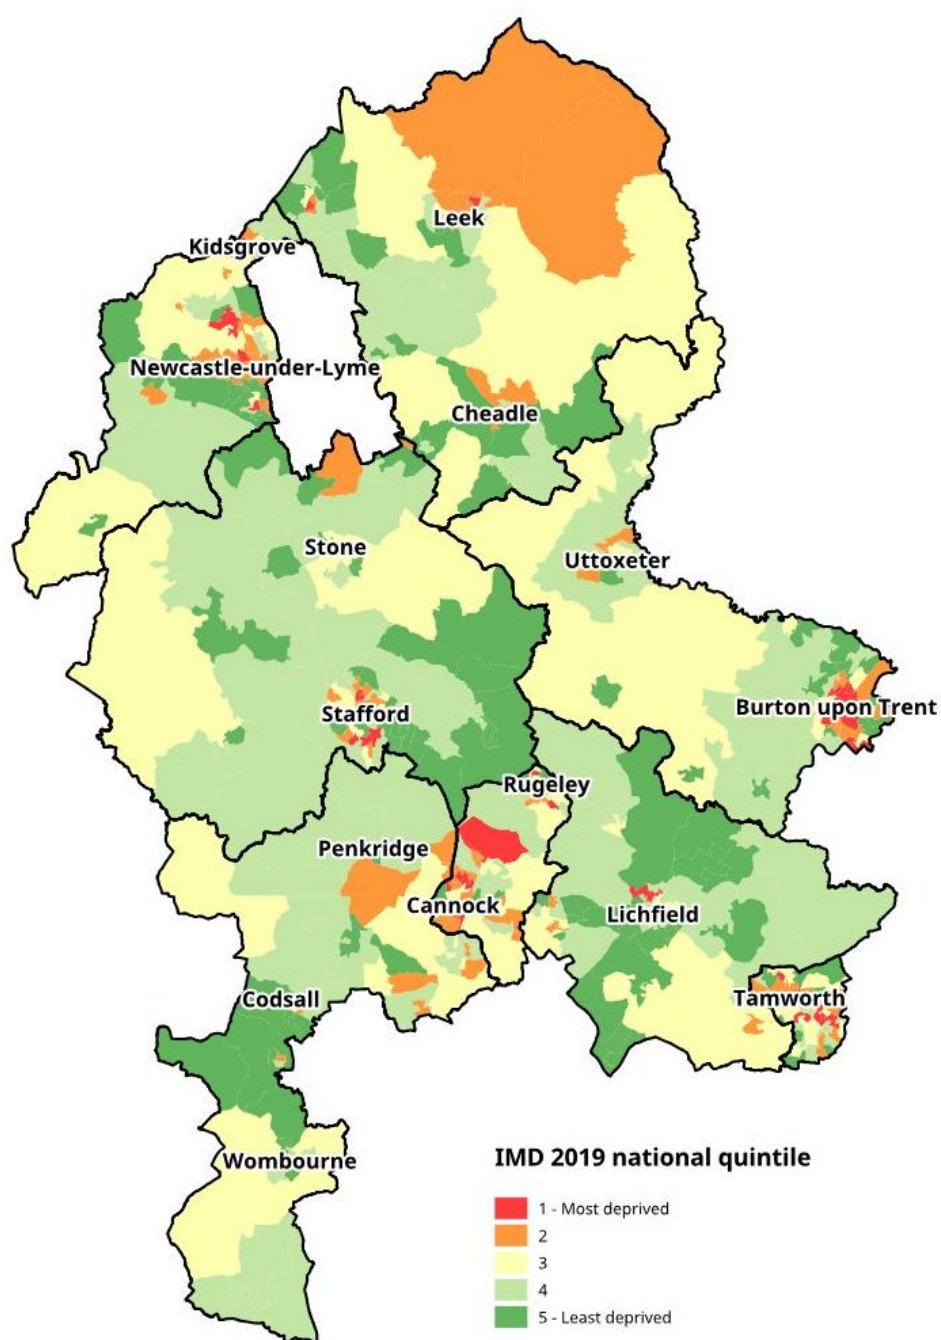 Leek
Kidsgrove
Newcastle-under-Lyme
Cheadle
Stone
Uttoxeter
Burton upon Trent
Stafford
Rugeley
Penkridge
Cannock
Lichfield
Codsall
Tamworth
Wombourne
IMD 2019 national quintile
1 - Most deprived
2
3
4
5 - Least deprived